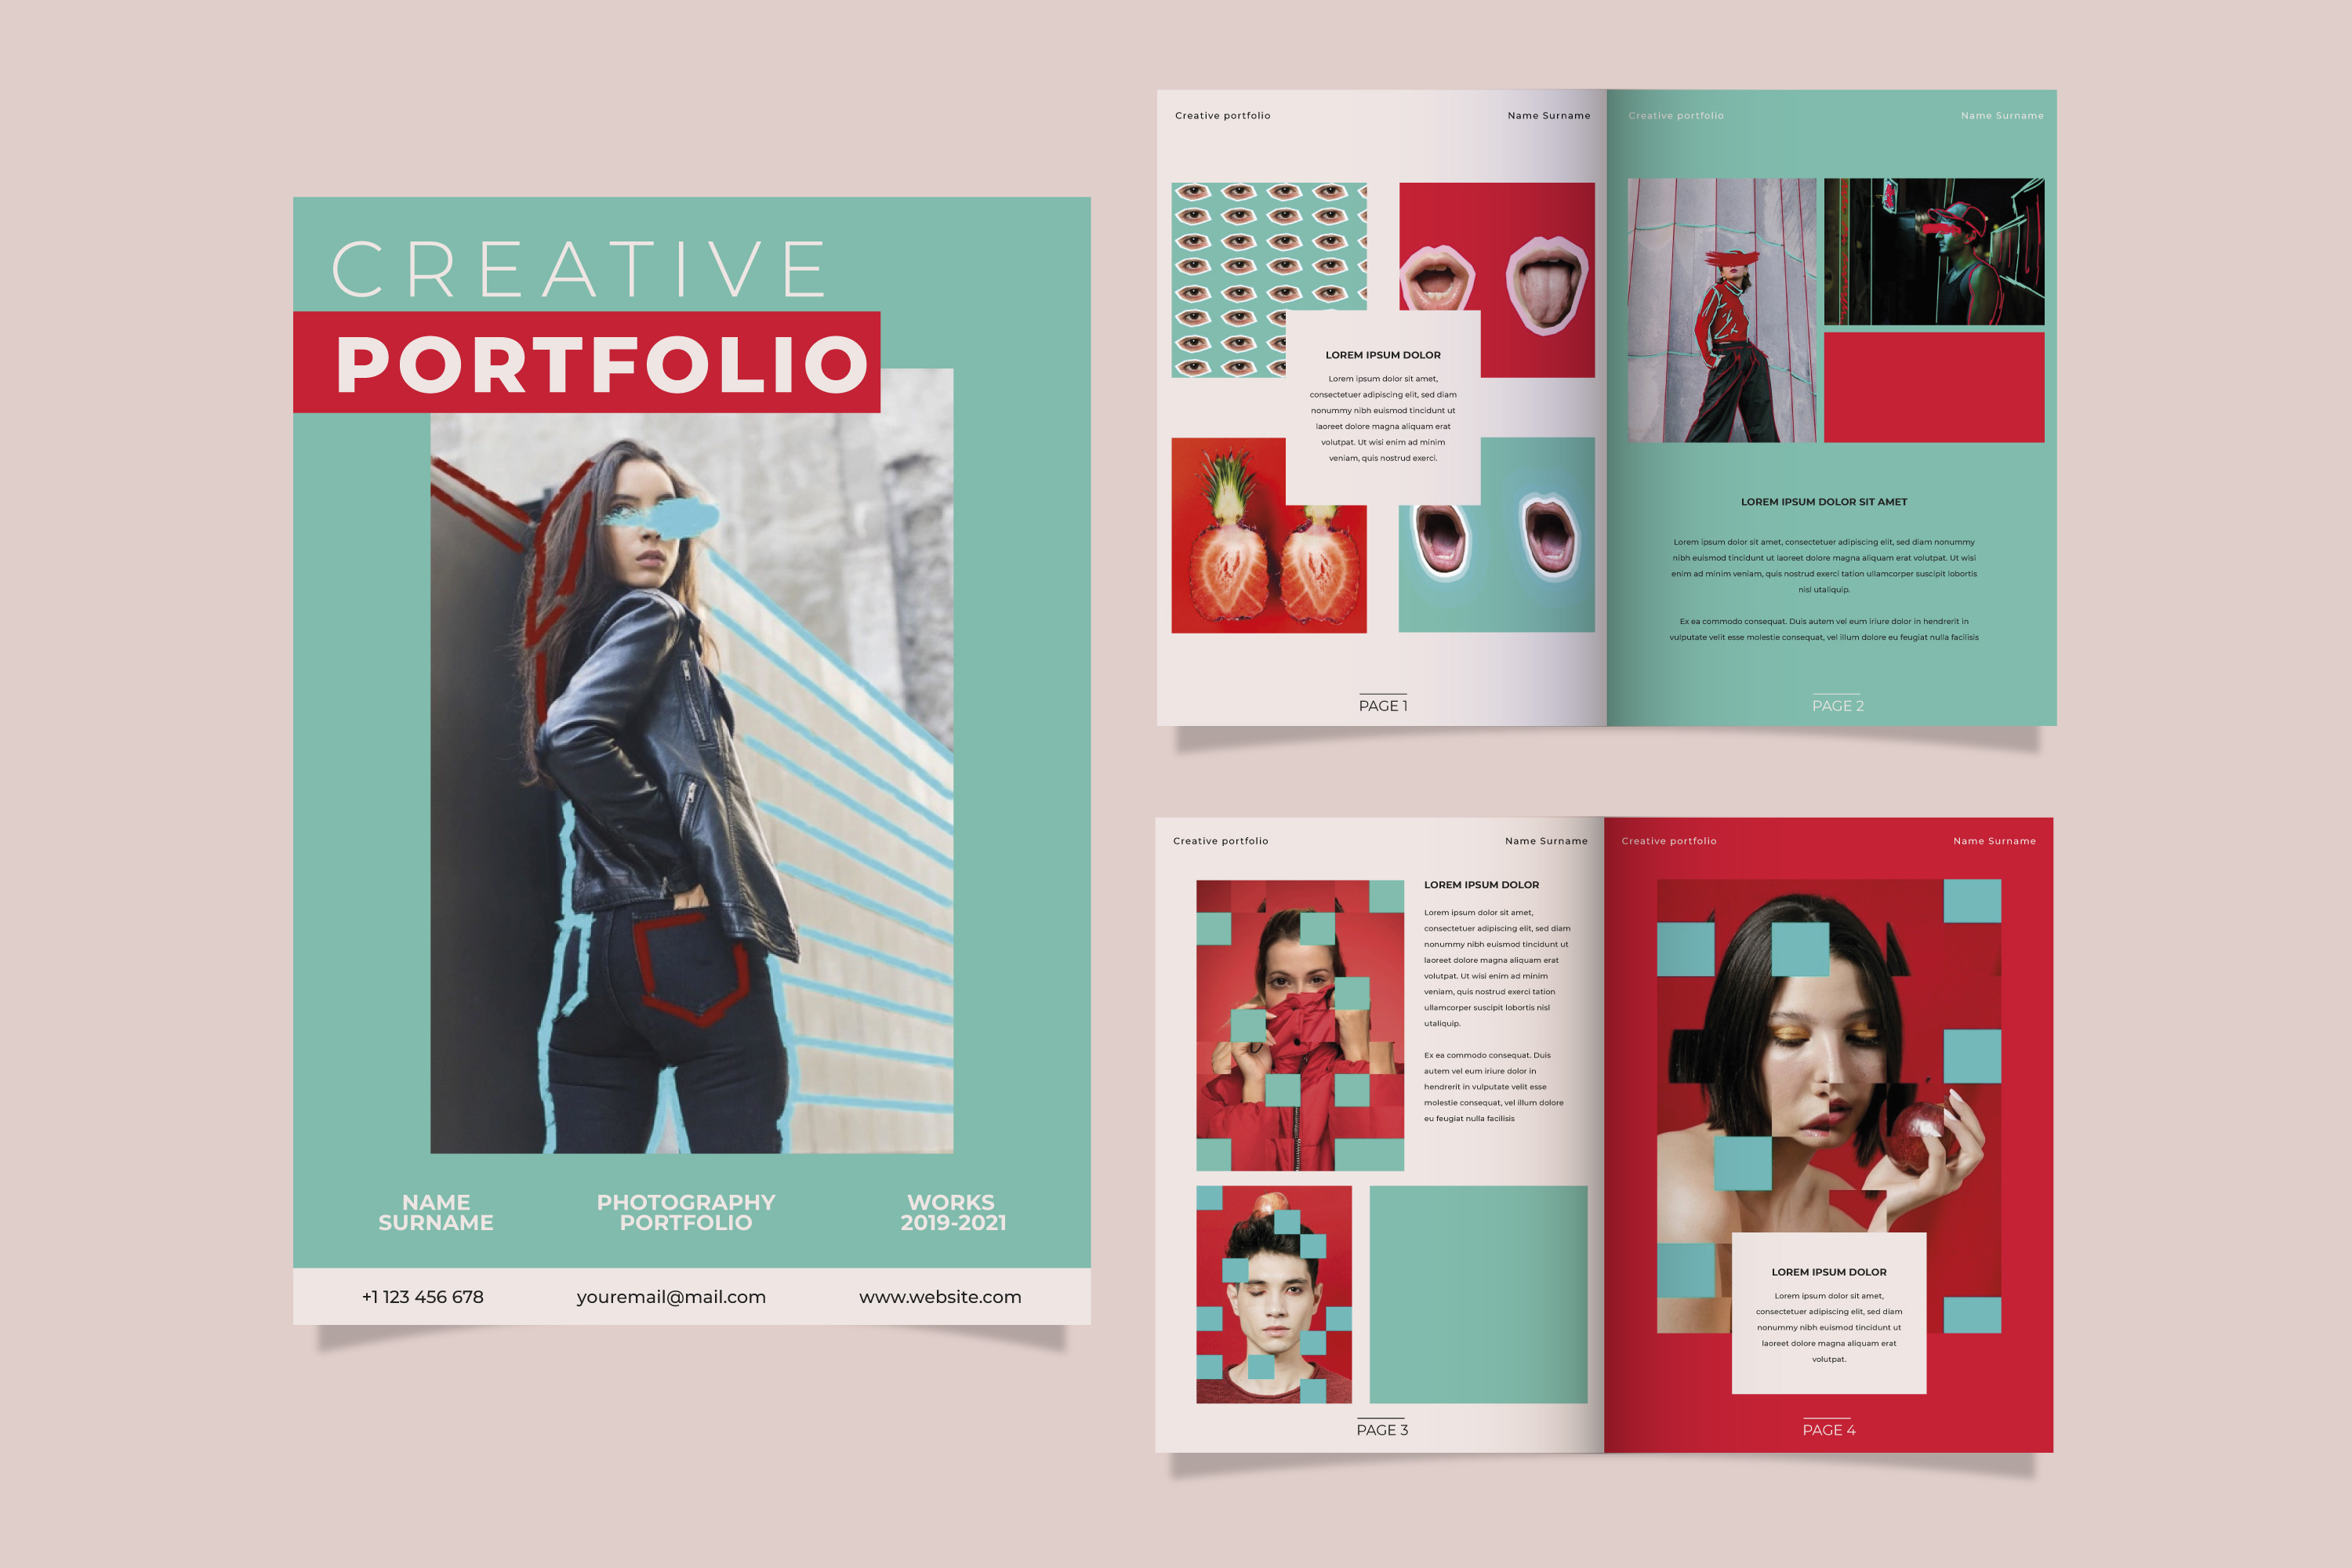 CREATIVE
PORTFOLIO
NAME
SURNAME
PHOTOGRAPHY
PORTFOLIO
WORKS
2019-2021
+1 123 456 678
youremail@mail.com
www.website.com
Creative portfolio
Name Surname
LOREM IPSUM DOLOR
Lorem ipsum dolor sit amet,
consectetuer adipiscing elit, sed diam
nonummy nibh euismod tincidunt ut
laoreet dolore magna aliquam erat
volutpat. Ut wisi enim ad minim
veniam, quis nostrud exerci.
PAGE 1
Creative portfolio
Name Surname
LOREM IPSUM DOLOR SIT AMET
Lorem ipsum dolor sit amet, consectetuer adipiscing elit, sed diam nonummy
nibh euismod tincidunt ut laoreet dolore magna aliquam erat volutpat. Ut wisi
enim ad minim veniam, quis nostrud exerci tation ullamcorper suscipit lobortis
nisl utaliquip.
Ex ea commodo consequat. Duis autem vel eum iriure dolor in hendrerit in
vulputate velit esse molestie consequat, vel illum dolore eu feugiat nulla facilisis
PAGE 2
Creative portfolio
Name Surname
LOREM IPSUM DOLOR
Lorem ipsum dolor sit amet,
consectetuer adipiscing elit, sed diam
nonummy nibh euismod tincidunt ut
laoreet dolore magna aliquam erat
volutpat. Ut wisi enim ad minim
veniam, quis nostrud exerci tation
ullamcorper suscipit lobortis nisl
utaliquip.
Ex ea commodo consequat. Duis
autem vel eum iriure dolor in
hendrerit in vulputate velit esse
molestie consequat, vel illum dolore
eu feugiat nulla facilisis
PAGE 3
Creative portfolio
Name Surname
LOREM IPSUM DOLOR
Lorem ipsum dolor sit amet,
consectetuer adipiscing elit, sed diam
nonummy nibh euismod tincidunt ut
laoreet dolore magna aliquam erat
volutpat.
PAGE 4